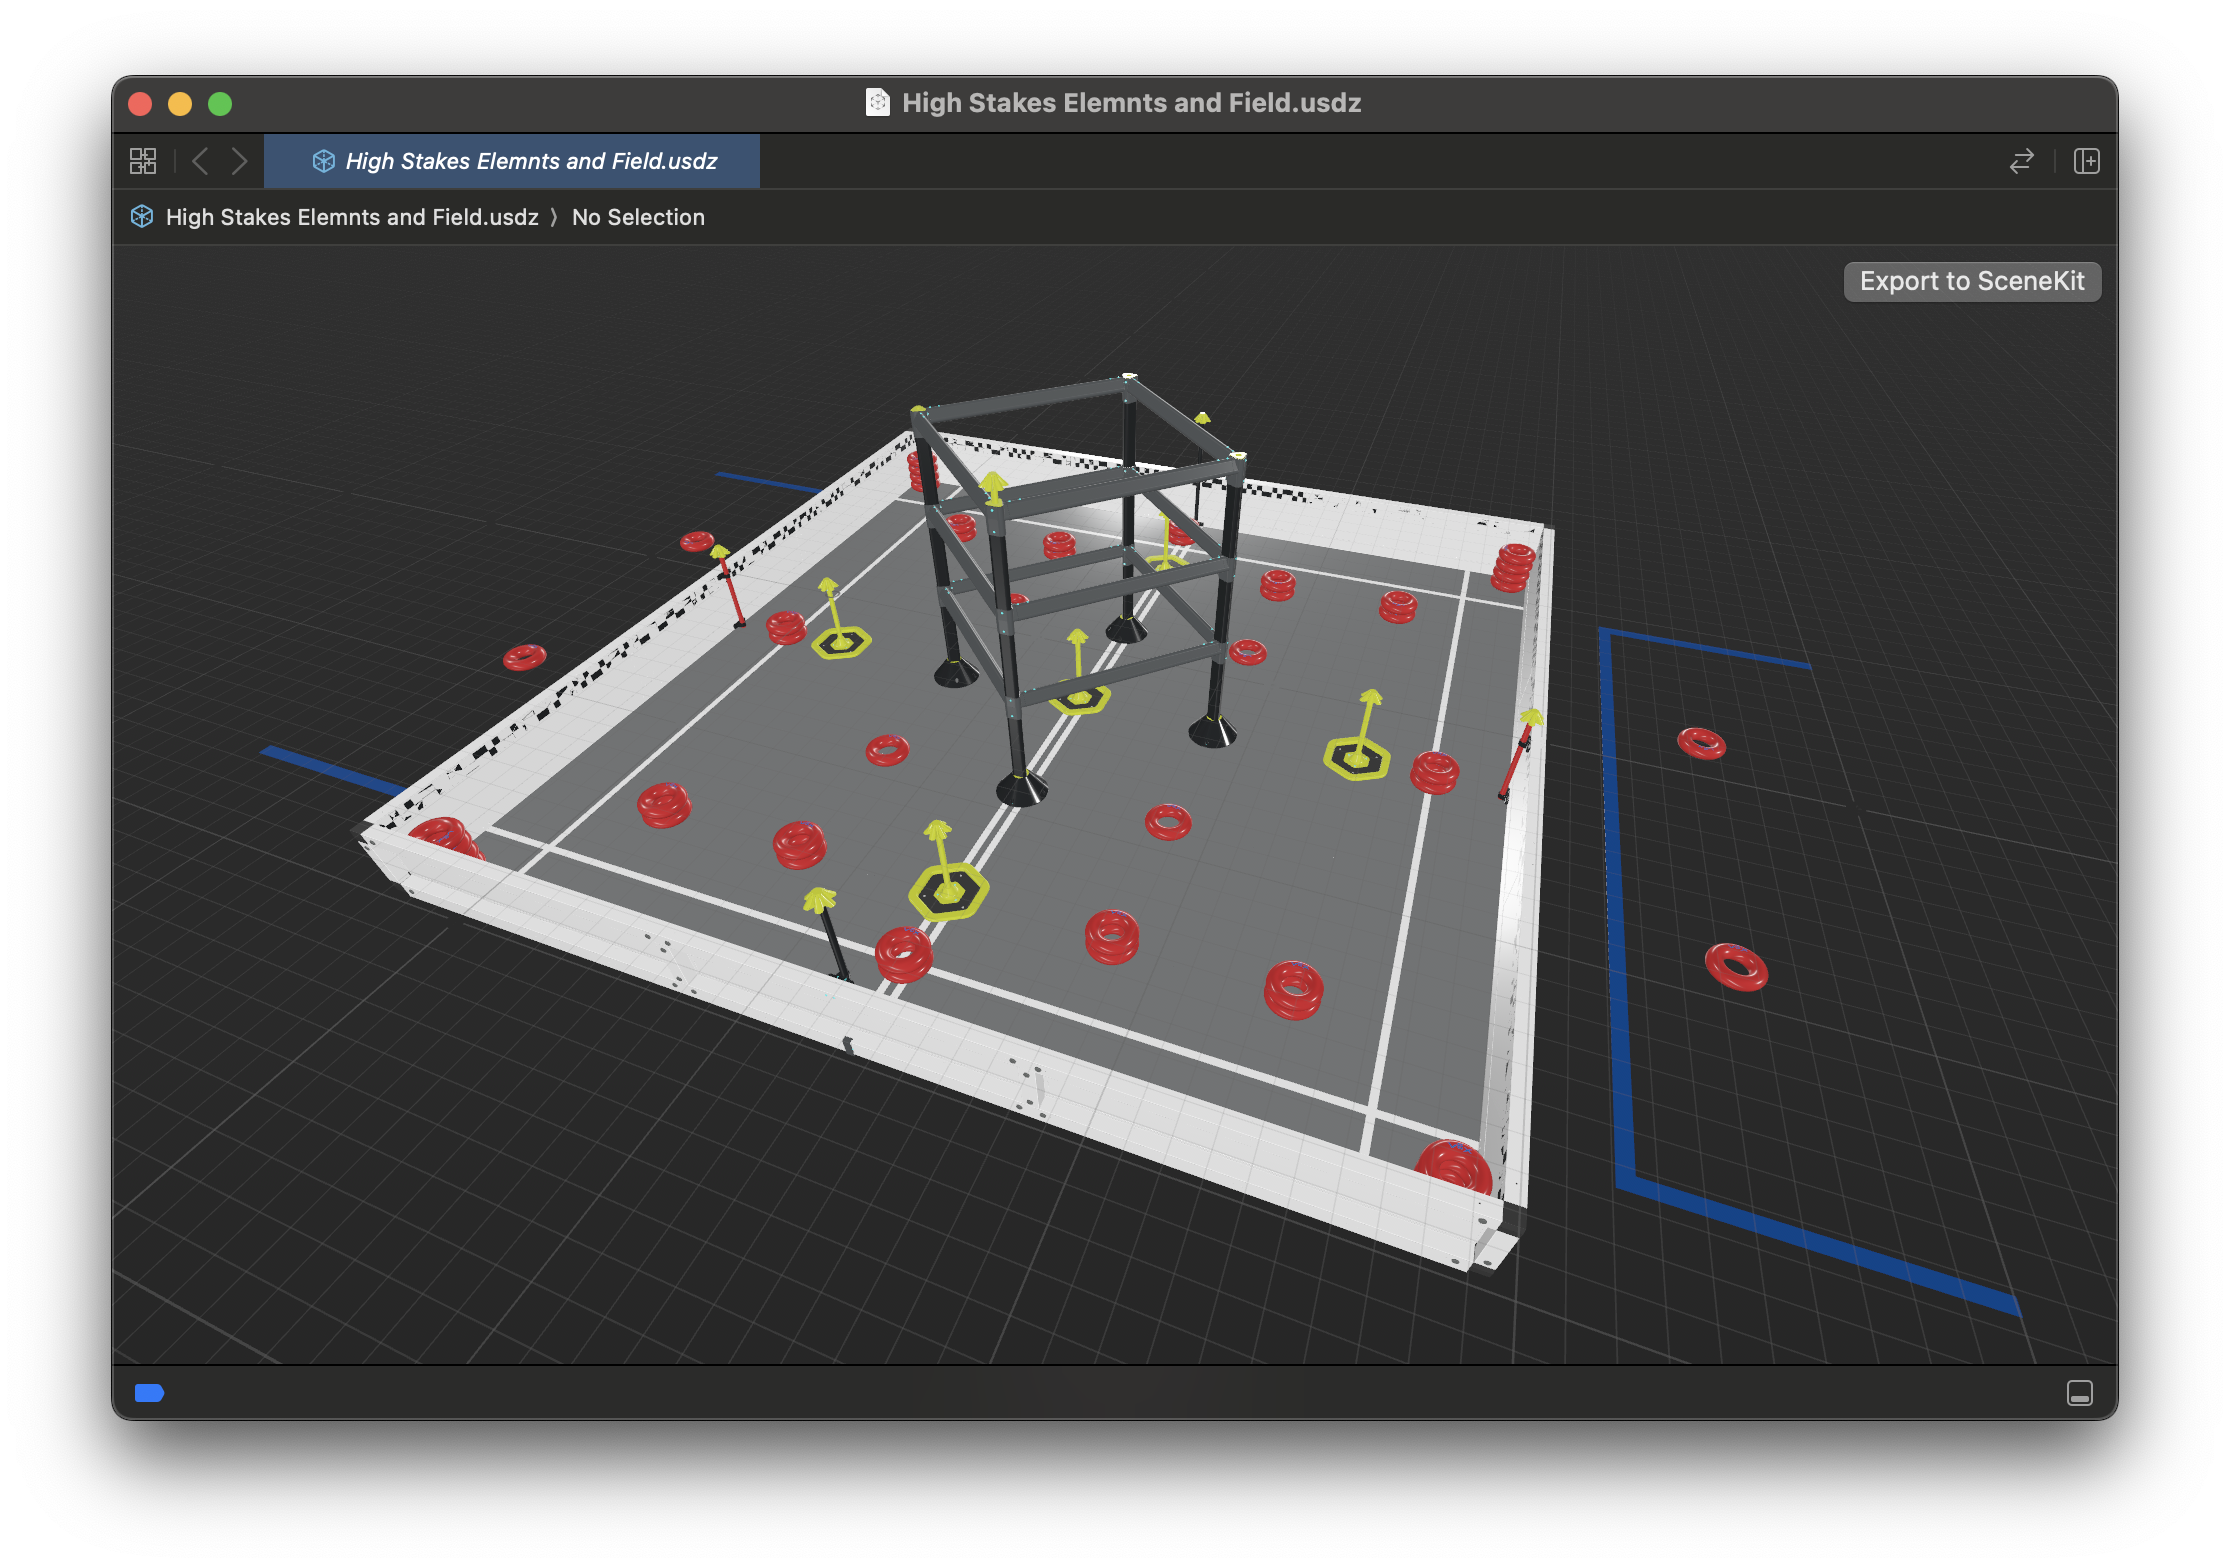 High Stakes Elemnts and Field.usdz
High Stakes Elemnts and Field.usdz
High Stakes Elemnts and Field.usdz 〉 No Selection
Export to SceneKit